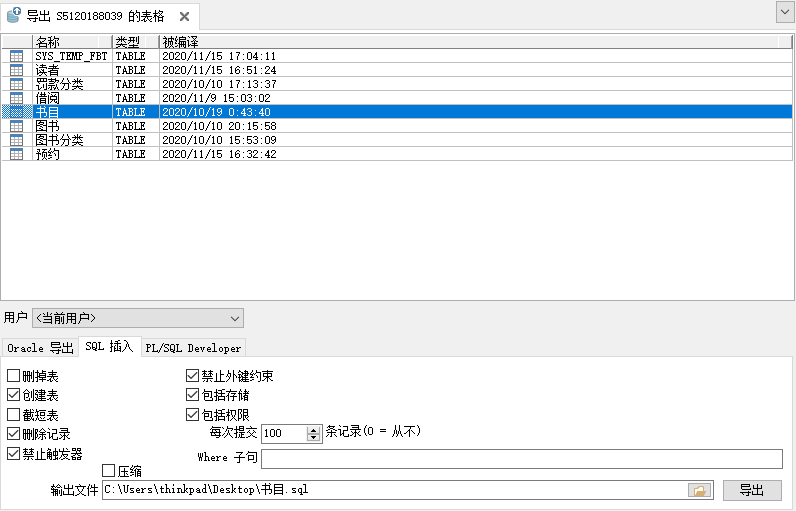 导出 S5120188039 的表格
名称 类型 被编译
SYS_TEMP_FBT TABLE 2020/11/15 17:04:11
读者 TABLE 2020/11/15 16:51:24
罚款分类 TABLE 2020/10/10 17:13:37
借阅 TABLE 2020/11/9 15:03:02
书目 TABLE 2020/10/19 0:43:40
图书 TABLE 2020/10/10 20:15:58
图书分类 TABLE 2020/10/10 15:53:09
预约 TABLE 2020/11/15 16:32:42
用户 <当前用户>
Oracle 导出 SQL 插入 PL/SQL Developer
删掉表 禁止外键约束
创建表 包括存储
截短表 包括权限
删除记录 每次提交 100 条记录(0 = 从不)
禁止触发器 Where 子句
压缩
输出文件 C:\Users\thinkpad\Desktop\书目.sql 导出